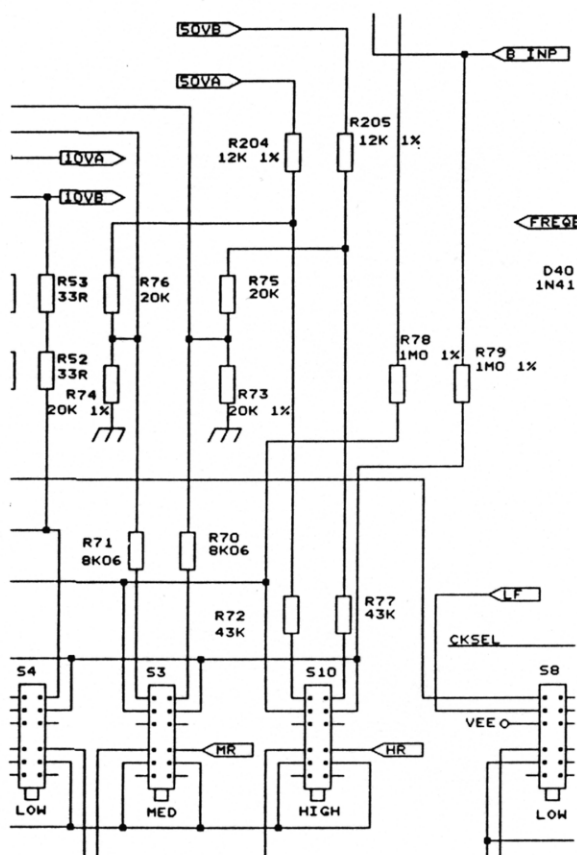 50VB
B INP
50VA
R204
12K 1%
R205
12K 1%
10VA
10VB
FREQB
D40
1N41
R53
33R
R76
20K
R75
20K
R78
1M0 1%
R79
1M0 1%
R52
33R
R74
20K 1%
R73
20K 1%
R71
8K06
R70
8K06
R72
43K
R77
43K
LF
CKSEL
S4
S3
S10
S8
VEE
MR
HR
LOW
MED
HIGH
LOW